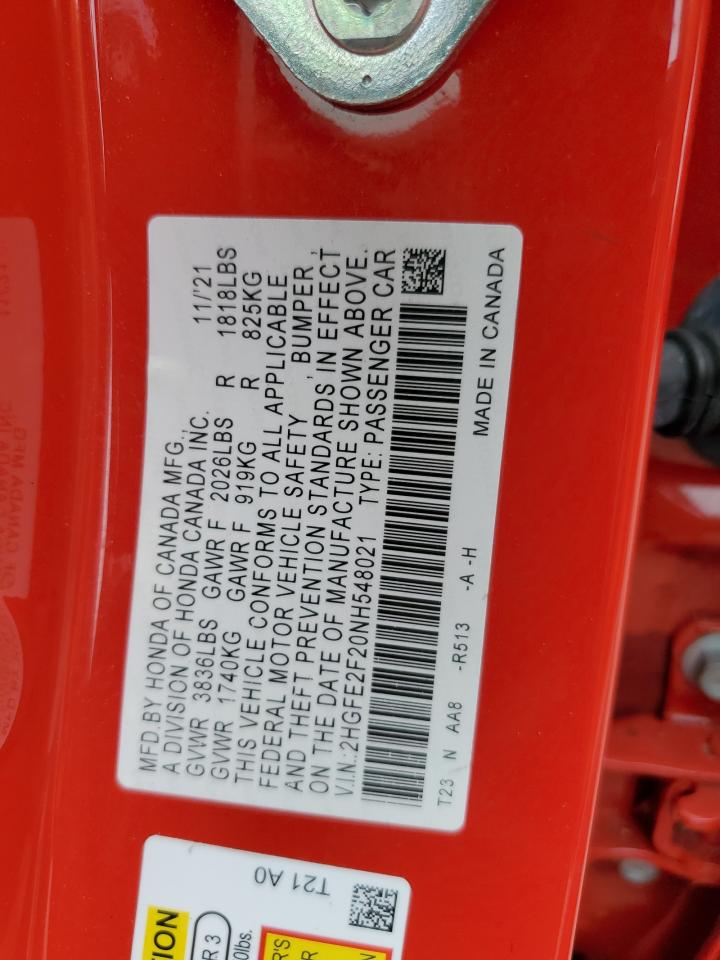 MFD.BY HONDA OF CANADA MFG., 11/'21
A DIVISION OF HONDA CANADA INC.
GVWR 3836LBS GAWR F 2026LBS R 1818LBS
GVWR 1740KG GAWR F 919KG R 825KG
THIS VEHICLE CONFORMS TO ALL APPLICABLE
FEDERAL MOTOR VEHICLE SAFETY , BUMPER ,
AND THEFT PREVENTION STANDARDS IN EFFECT
ON THE DATE OF MANUFACTURE SHOWN ABOVE.
V.I.N.:2HGFE2F20NH548021 TYPE: PASSENGER CAR
T23 N AA8 -R513 -A -H
MADE IN CANADA
T21 A0
TION
R 3
0lbs.
R'S
R
N